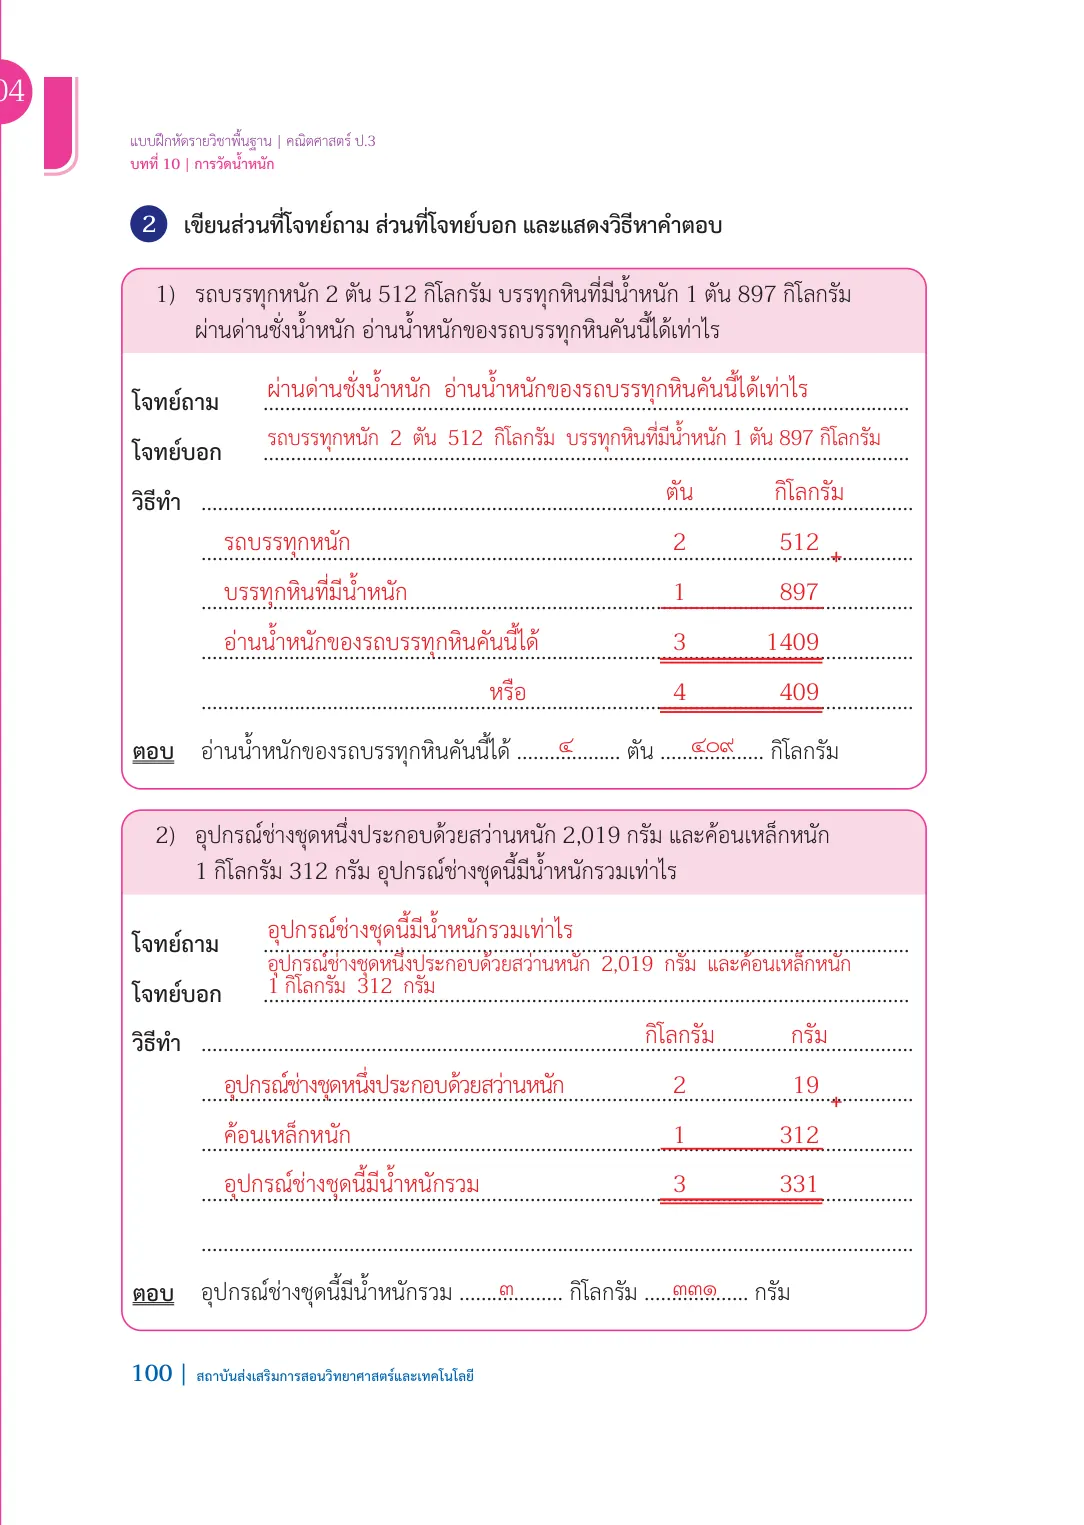 04
แบบฝึกหัดรายวิชาพื้นฐาน | คณิตศาสตร์ ป.3
บทที่ 10 | การวัดน้ำหนัก
2 เขียนส่วนที่โจทย์ถาม ส่วนที่โจทย์บอก และแสดงวิธีหาคำตอบ
1) รถบรรทุกหนัก 2 ตัน 512 กิโลกรัม บรรทุกหินที่มีน้ำหนัก 1 ตัน 897 กิโลกรัม
ผ่านด่านชั่งน้ำหนัก อ่านน้ำหนักของรถบรรทุกหินคันนี้ได้เท่าไร
โจทย์ถาม ผ่านด่านชั่งน้ำหนัก อ่านน้ำหนักของรถบรรทุกหินคันนี้ได้เท่าไร
โจทย์บอก รถบรรทุกหนัก 2 ตัน 512 กิโลกรัม บรรทุกหินที่มีน้ำหนัก 1 ตัน 897 กิโลกรัม
วิธีทำ ตัน กิโลกรัม
รถบรรทุกหนัก 2 512 +
บรรทุกหินที่มีน้ำหนัก 1 897
อ่านน้ำหนักของรถบรรทุกหินคันนี้ได้ 3 1409
หรือ 4 409
ตอบ อ่านน้ำหนักของรถบรรทุกหินคันนี้ได้ ๔ ตัน ๔๐๙ กิโลกรัม
2) อุปกรณ์ช่างชุดหนึ่งประกอบด้วยสว่านหนัก 2,019 กรัม และค้อนเหล็กหนัก
1 กิโลกรัม 312 กรัม อุปกรณ์ช่างชุดนี้มีน้ำหนักรวมเท่าไร
โจทย์ถาม อุปกรณ์ช่างชุดนี้มีน้ำหนักรวมเท่าไร
อุปกรณ์ช่างชุดหนึ่งประกอบด้วยสว่านหนัก 2,019 กรัม และค้อนเหล็กหนัก
โจทย์บอก 1 กิโลกรัม 312 กรัม
วิธีทำ กิโลกรัม กรัม
อุปกรณ์ช่างชุดหนึ่งประกอบด้วยสว่านหนัก 2 19 +
ค้อนเหล็กหนัก 1 312
อุปกรณ์ช่างชุดนี้มีน้ำหนักรวม 3 331
ตอบ อุปกรณ์ช่างชุดนี้มีน้ำหนักรวม ๓ กิโลกรัม ๓๓๑ กรัม
100 | สถาบันส่งเสริมการสอนวิทยาศาสตร์และเทคโนโลยี